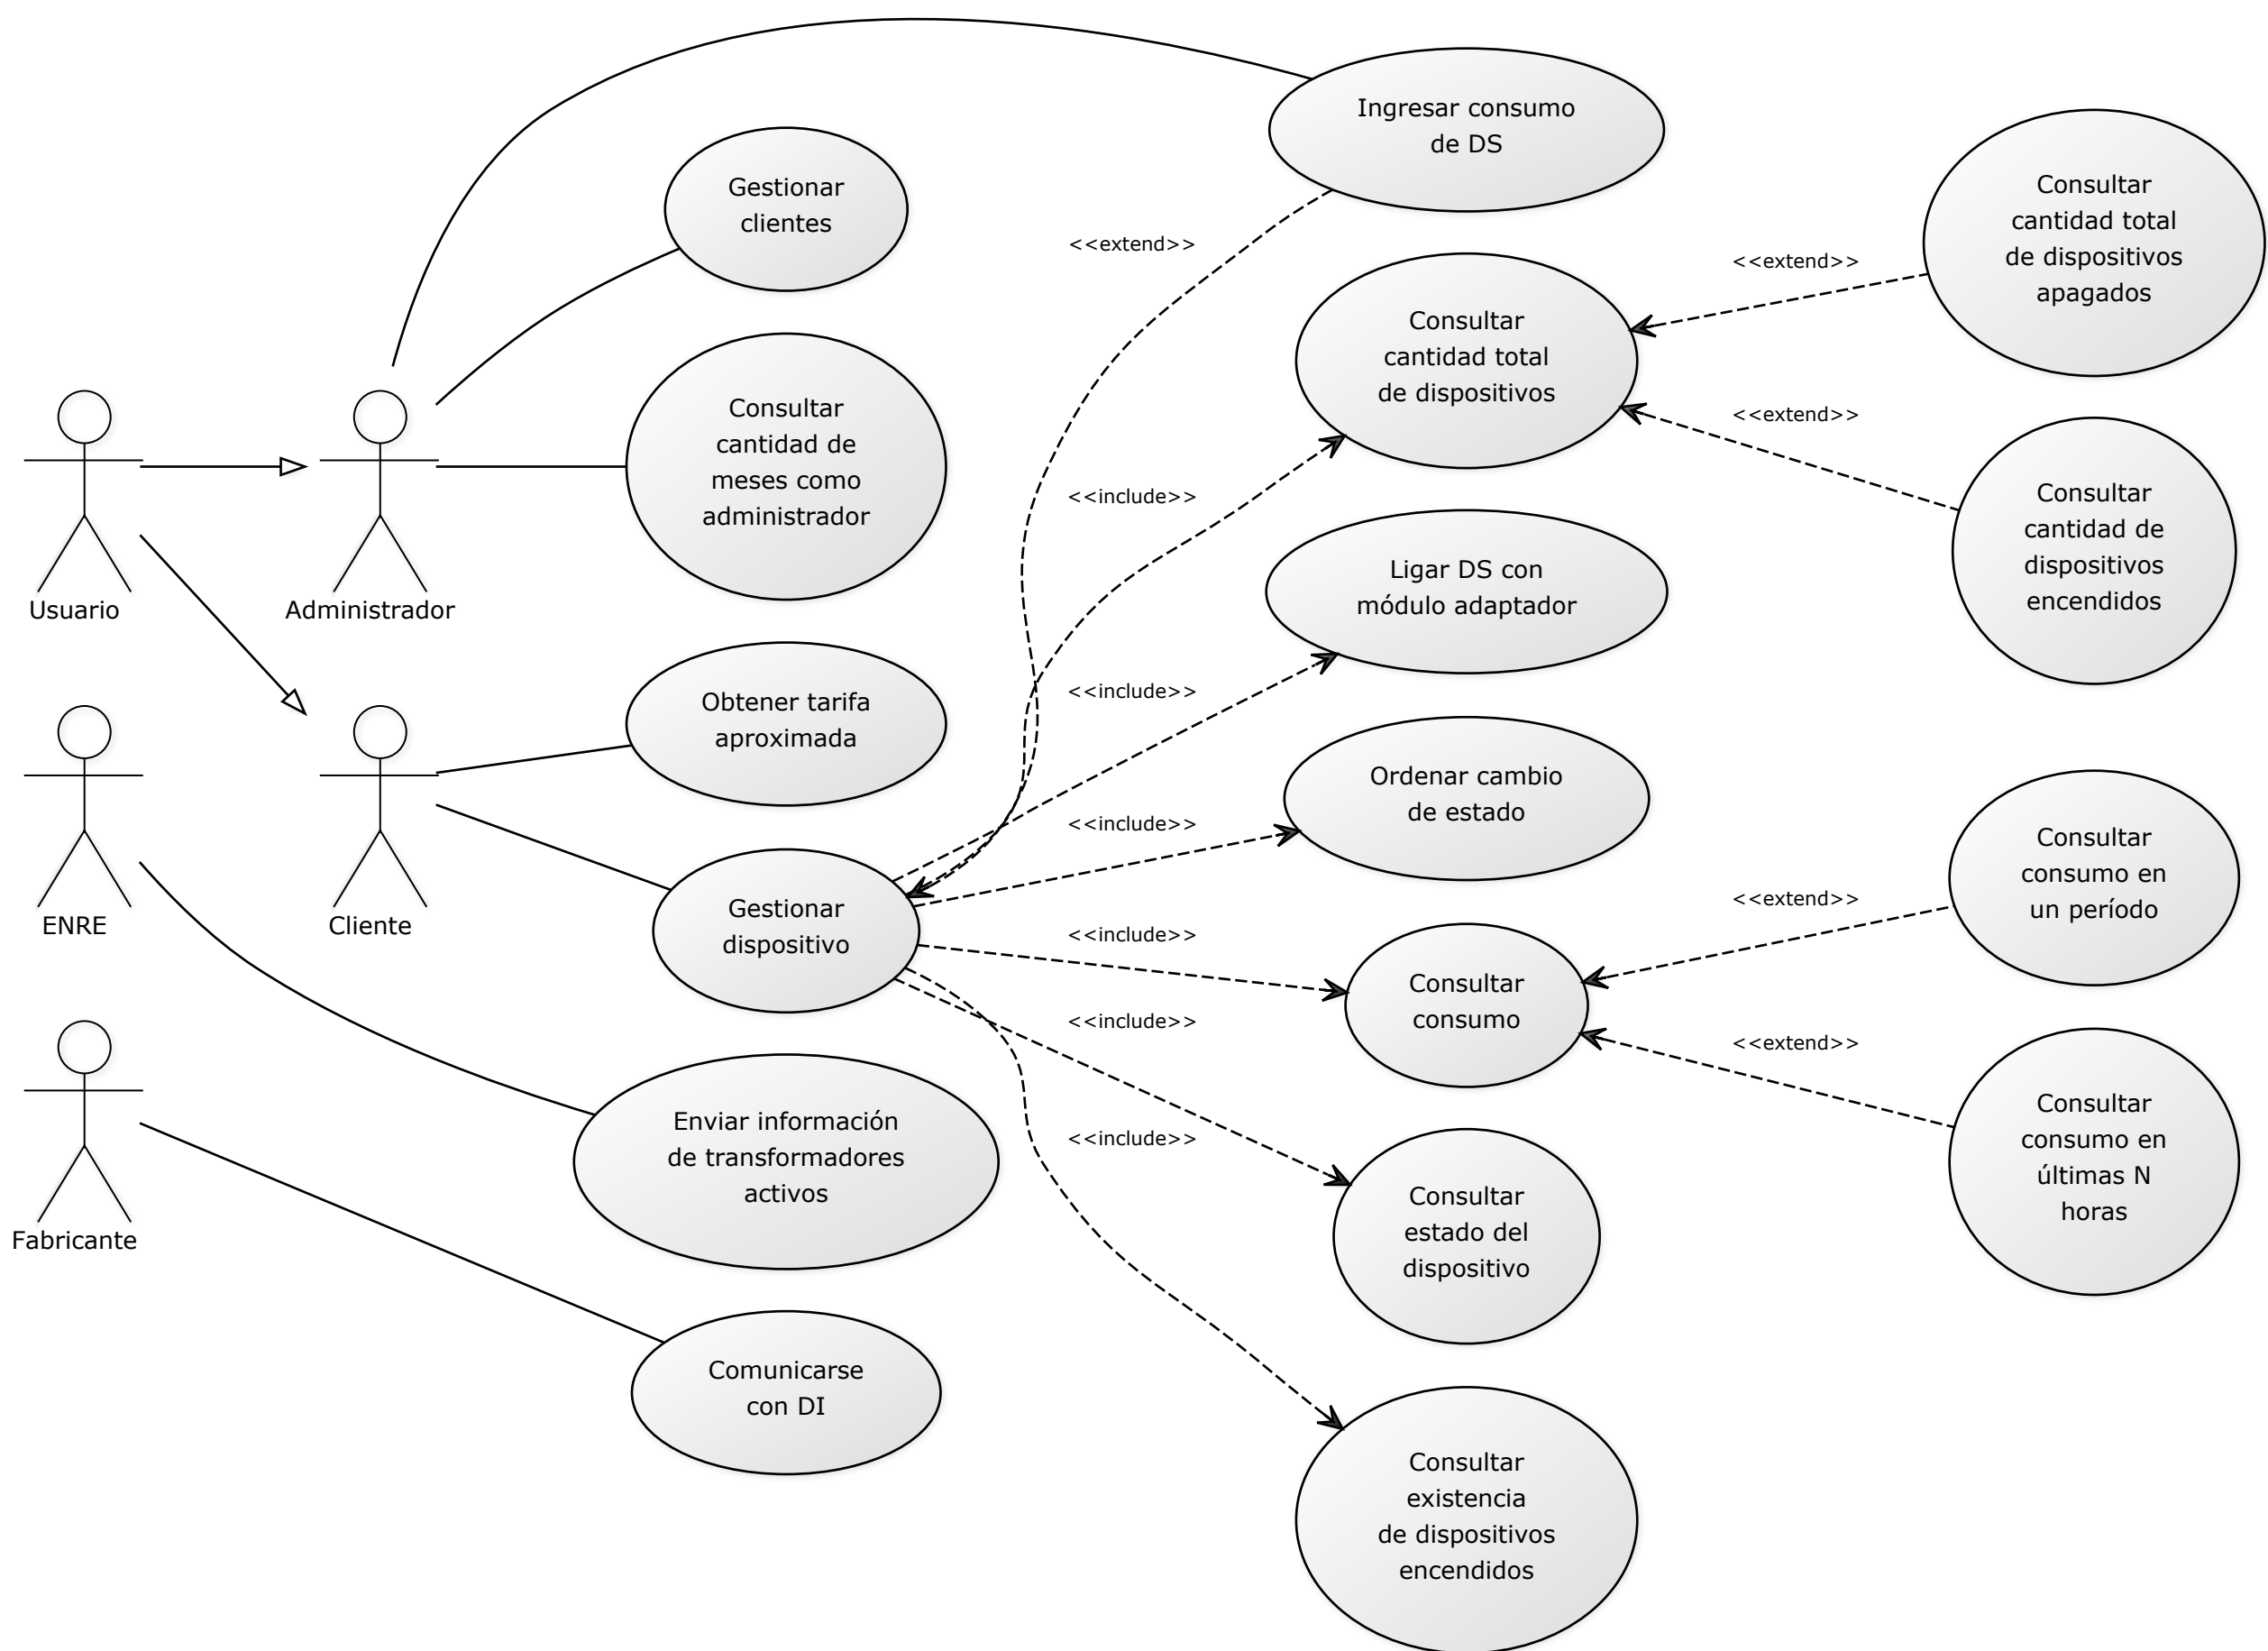 Ingresar consumo
de DS
Gestionar
clientes
<<extend>>
Consultar
cantidad total
de dispositivos
apagados
<<extend>>
Consultar
cantidad total
de dispositivos
Consultar
cantidad de
meses como
administrador
<<extend>>
<<include>>
Consultar
cantidad de
dispositivos
encendidos
Usuario
Administrador
Ligar DS con
módulo adaptador
<<include>>
Obtener tarifa
aproximada
Ordenar cambio
de estado
<<include>>
ENRE
Cliente
Gestionar
dispositivo
<<include>>
Consultar
consumo
<<extend>>
Consultar
consumo en
un período
<<include>>
<<extend>>
Consultar
consumo en
últimas N
horas
Fabricante
Enviar información
de transformadores
activos
<<include>>
Consultar
estado del
dispositivo
Comunicarse
con DI
Consultar
existencia
de dispositivos
encendidos